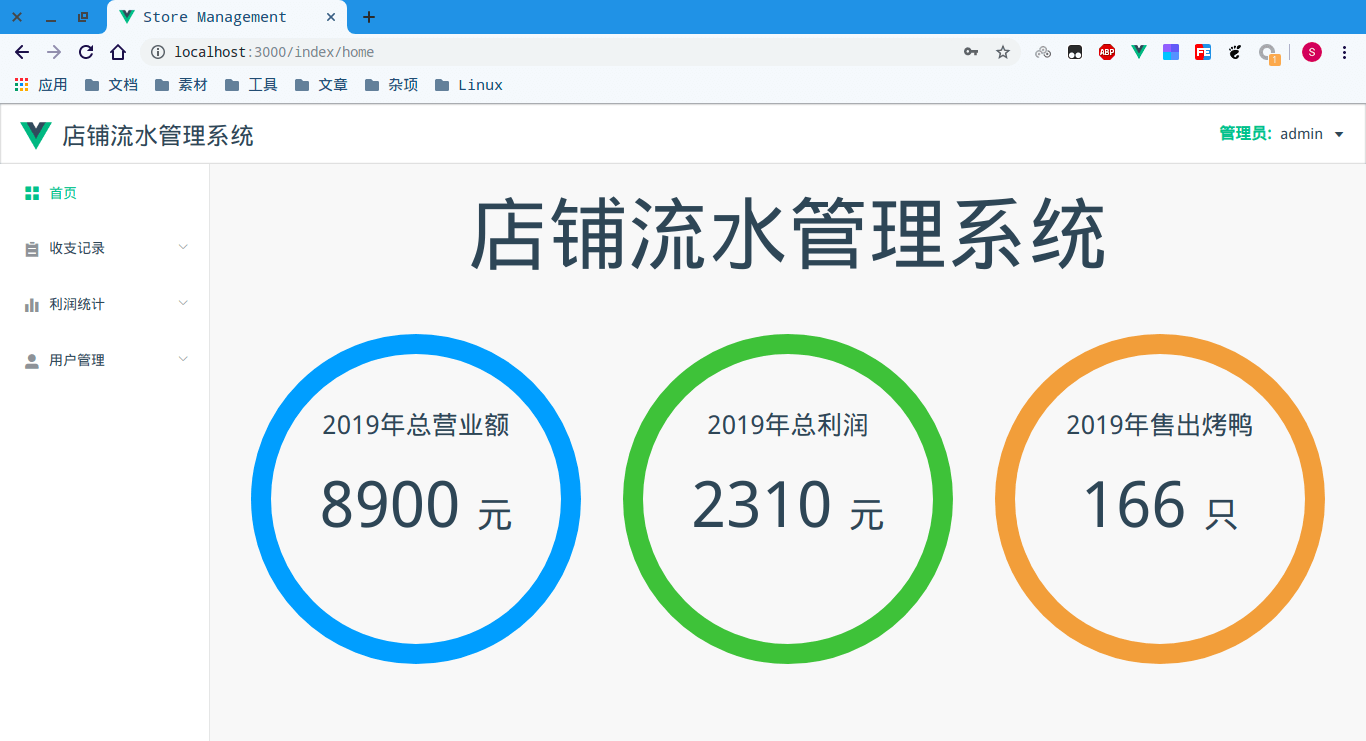 Store Management
localhost:3000/index/home
ABP
FE
1
S
应用 文档 素材 工具 文章 杂项 Linux
店铺流水管理系统
管理员: admin
首页
收支记录
利润统计
用户管理
店铺流水管理系统
2019年总营业额
8900 元
2019年总利润
2310 元
2019年售出烤鸭
166 只